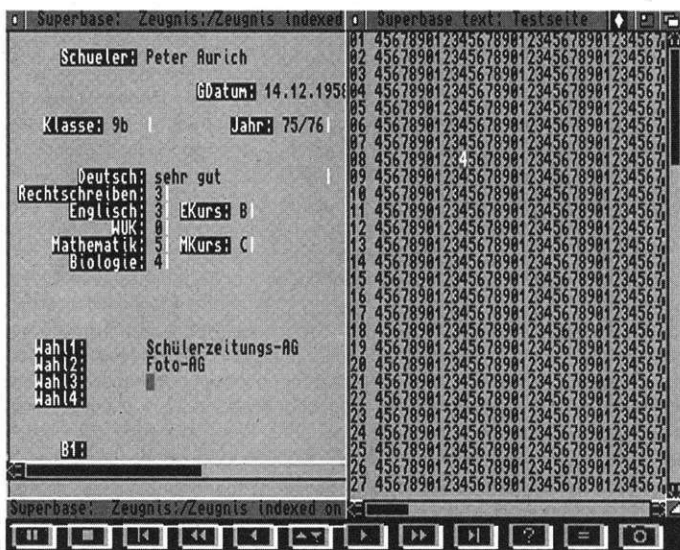 Superbase: Zeugnis:/Zeugnis indexed
Schueler: Peter Aurich
GDatum: 14.12.1958
Klasse: 9b Jahr: 75/76
Deutsch: sehr gut
Rechtschreiben: 3
Englisch: 3 EKurs: B
WUK: 0
Mathematik: 5 MKurs: C
Biologie: 4
Wahl1: Schülerzeitungs-AG
Wahl2: Foto-AG
Wahl3:
Wahl4:
B1:
Superbase: Zeugnis:/Zeugnis indexed on
Superbase text: Testseite
01 4567890123456789012345678901234567
02 4567890123456789012345678901234567
03 4567890123456789012345678901234567
04 4567890123456789012345678901234567
05 4567890123456789012345678901234567
06 4567890123456789012345678901234567
07 4567890123456789012345678901234567
08 4567890123456789012345678901234567
09 4567890123456789012345678901234567
10 4567890123456789012345678901234567
11 4567890123456789012345678901234567
12 4567890123456789012345678901234567
13 4567890123456789012345678901234567
14 4567890123456789012345678901234567
15 4567890123456789012345678901234567
16 4567890123456789012345678901234567
17 4567890123456789012345678901234567
18 4567890123456789012345678901234567
19 4567890123456789012345678901234567
20 4567890123456789012345678901234567
21 4567890123456789012345678901234567
22 4567890123456789012345678901234567
23 4567890123456789012345678901234567
24 4567890123456789012345678901234567
25 4567890123456789012345678901234567
26 4567890123456789012345678901234567
27 4567890123456789012345678901234567
? =